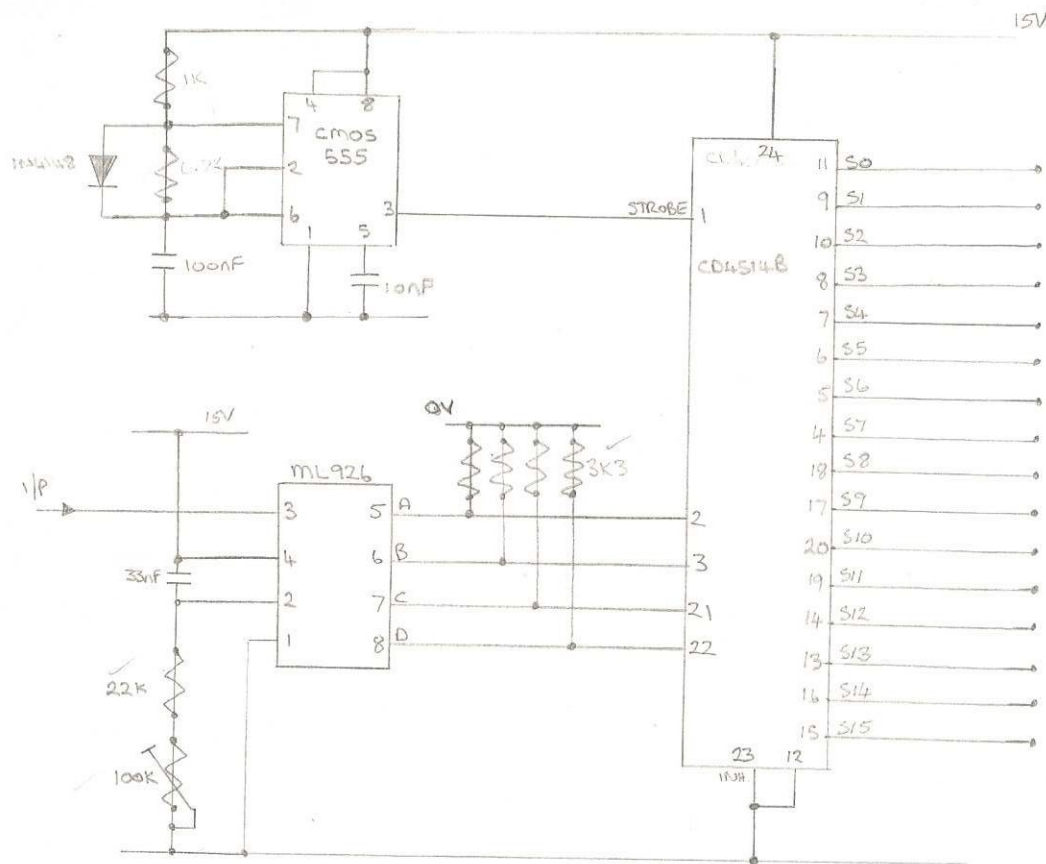 15V
1K
4 8
7 CMOS
555
1N4148
2
6 3
1 5
100nF
10nF
STROBE 1
24
CD4514B
11 S0
9 S1
10 S2
8 S3
7 S4
6 S5
5 S6
4 S7
18 S8
17 S9
20 S10
19 S11
14 S12
13 S13
16 S14
15 S15
23 12
INH
15V
0V
3K3
ML926
I/P
3 5 A 2
4 6 B 3
33nF
2 7 C 21
1 8 D 22
22K
100K